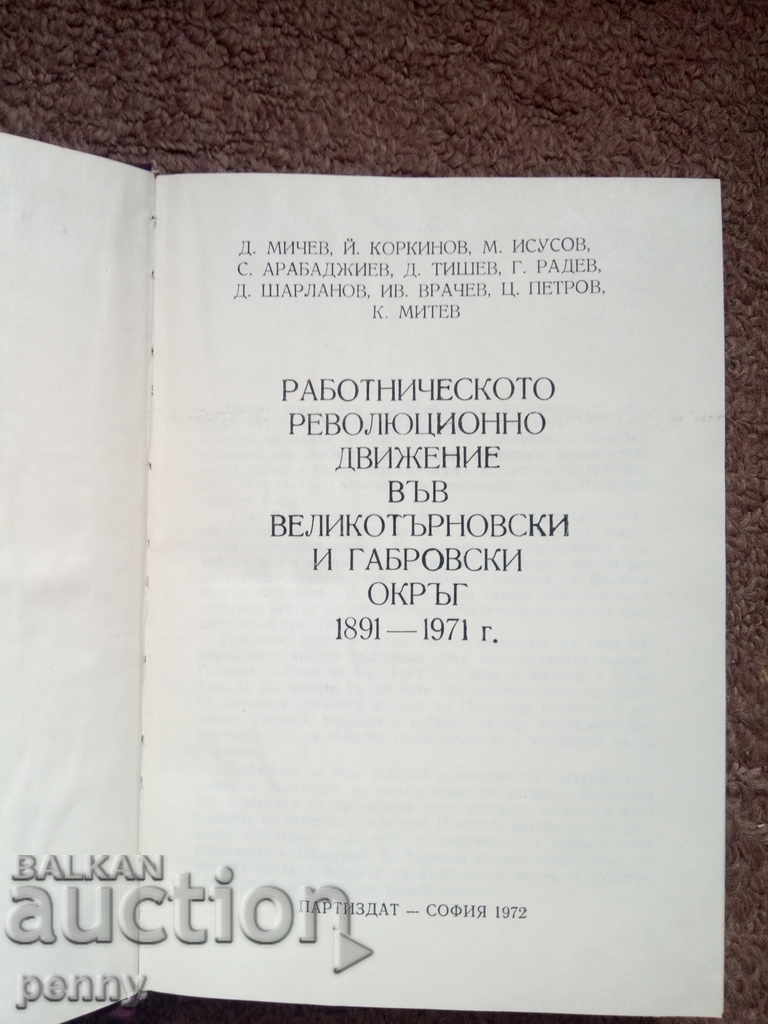 Д. МИЧЕВ, Й. КОРКИНОВ, М. ИСУСОВ,
С. АРАБАДЖИЕВ, Д. ТИШЕВ, Г. РАДЕВ,
Д. ШАРЛАНОВ, ИВ. ВРАЧЕВ, Ц. ПЕТРОВ,
К. МИТЕВ
РАБОТНИЧЕСКОТО
РЕВОЛЮЦИОННО
ДВИЖЕНИЕ
ВЪВ
ВЕЛИКОТЪРНОВСКИ
И ГАБРОВСКИ
ОКРЪГ
1891 — 1971 г.
ПАРТИЗДАТ — СОФИЯ 1972
BALKAN
auction
penny.